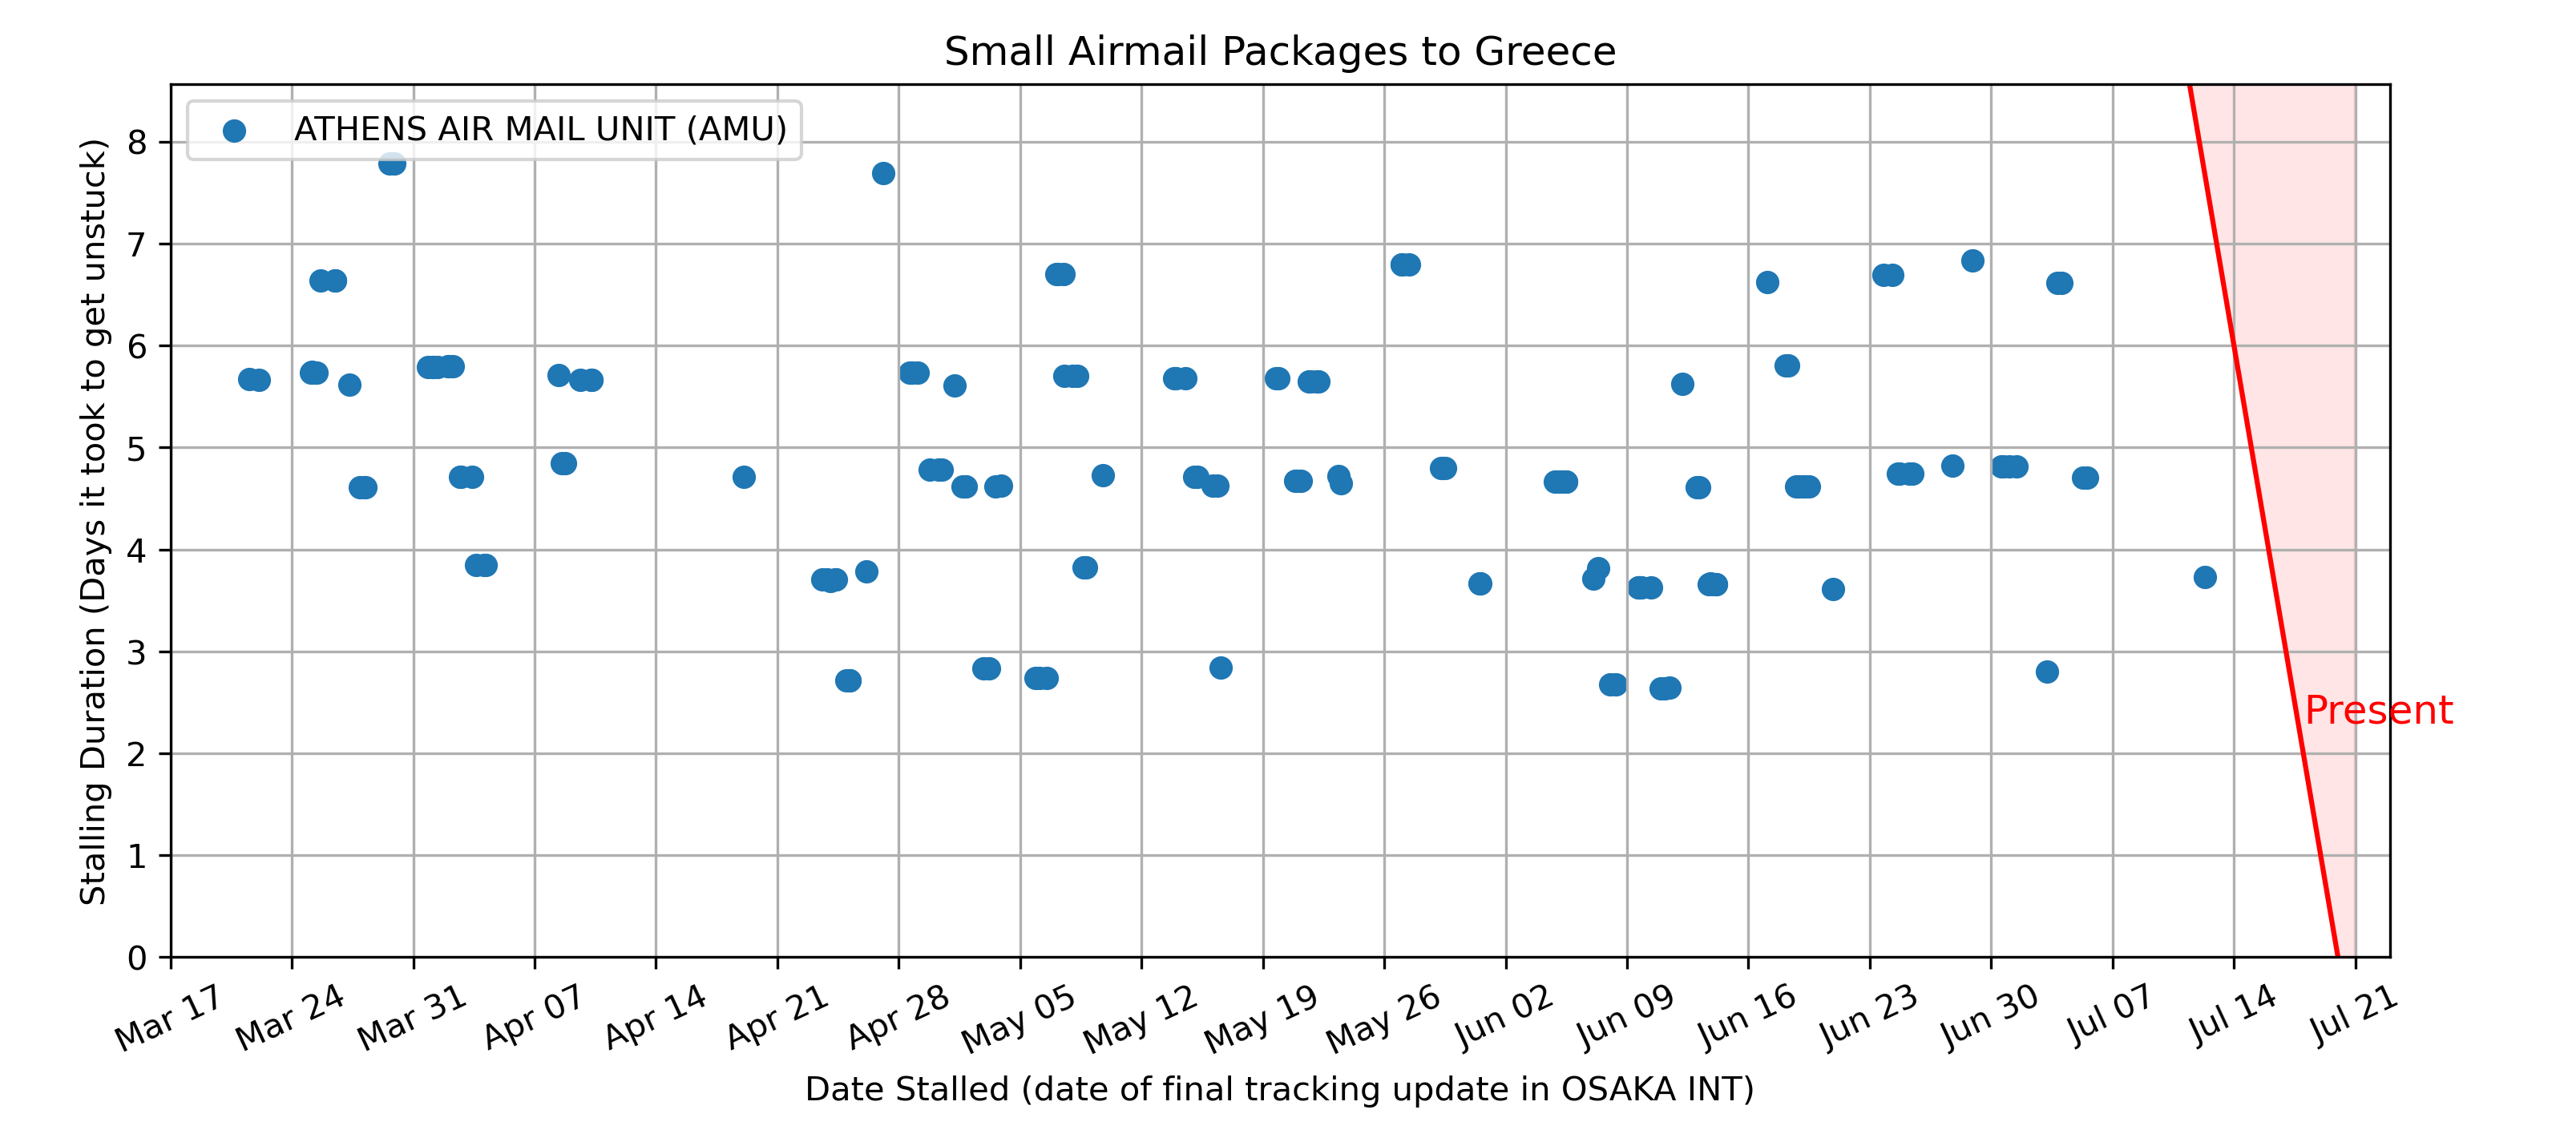 Small Airmail Packages to Greece
ATHENS AIR MAIL UNIT (AMU)
Stalling Duration (Days it took to get unstuck)
8
7
6
5
4
3
2
1
0
Present
Mar 17
Mar 24
Mar 31
Apr 07
Apr 14
Apr 21
Apr 28
May 05
May 12
May 19
May 26
Jun 02
Jun 09
Jun 16
Jun 23
Jun 30
Jul 07
Jul 14
Jul 21
Date Stalled (date of final tracking update in OSAKA INT)